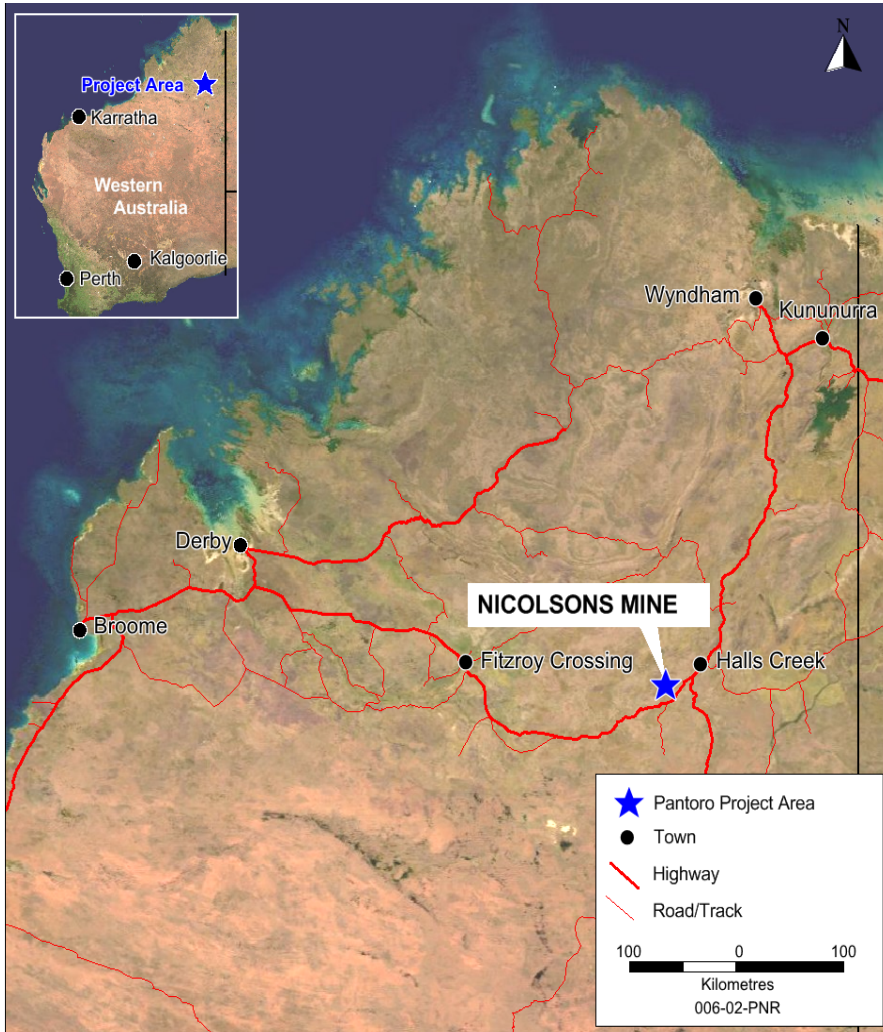 N
Project Area
Karratha
Western
Australia
Kalgoorlie
Perth
Wyndham
Kununurra
Derby
NICOLSONS MINE
Broome
Fitzroy Crossing
Halls Creek
Pantoro Project Area
Town
Highway
Road/Track
100 0 100
Kilometres
006-02-PNR